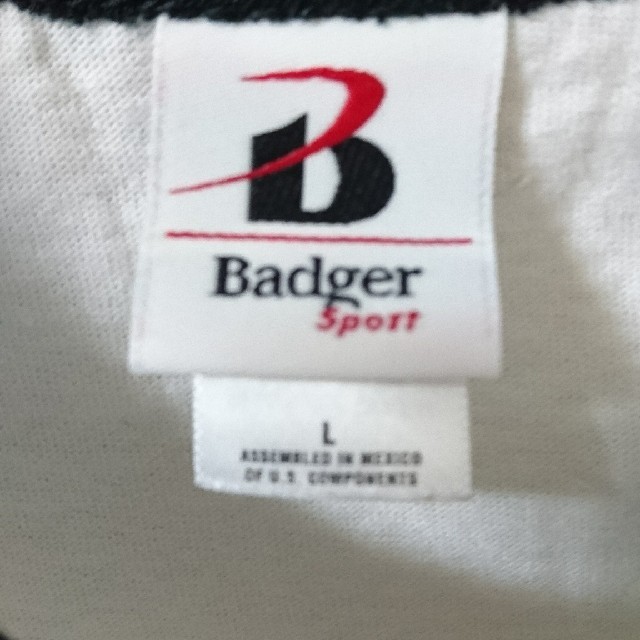 B
Badger
Sport
L
ASSEMBLED IN MEXICO
OF U.S. COMPONENTS